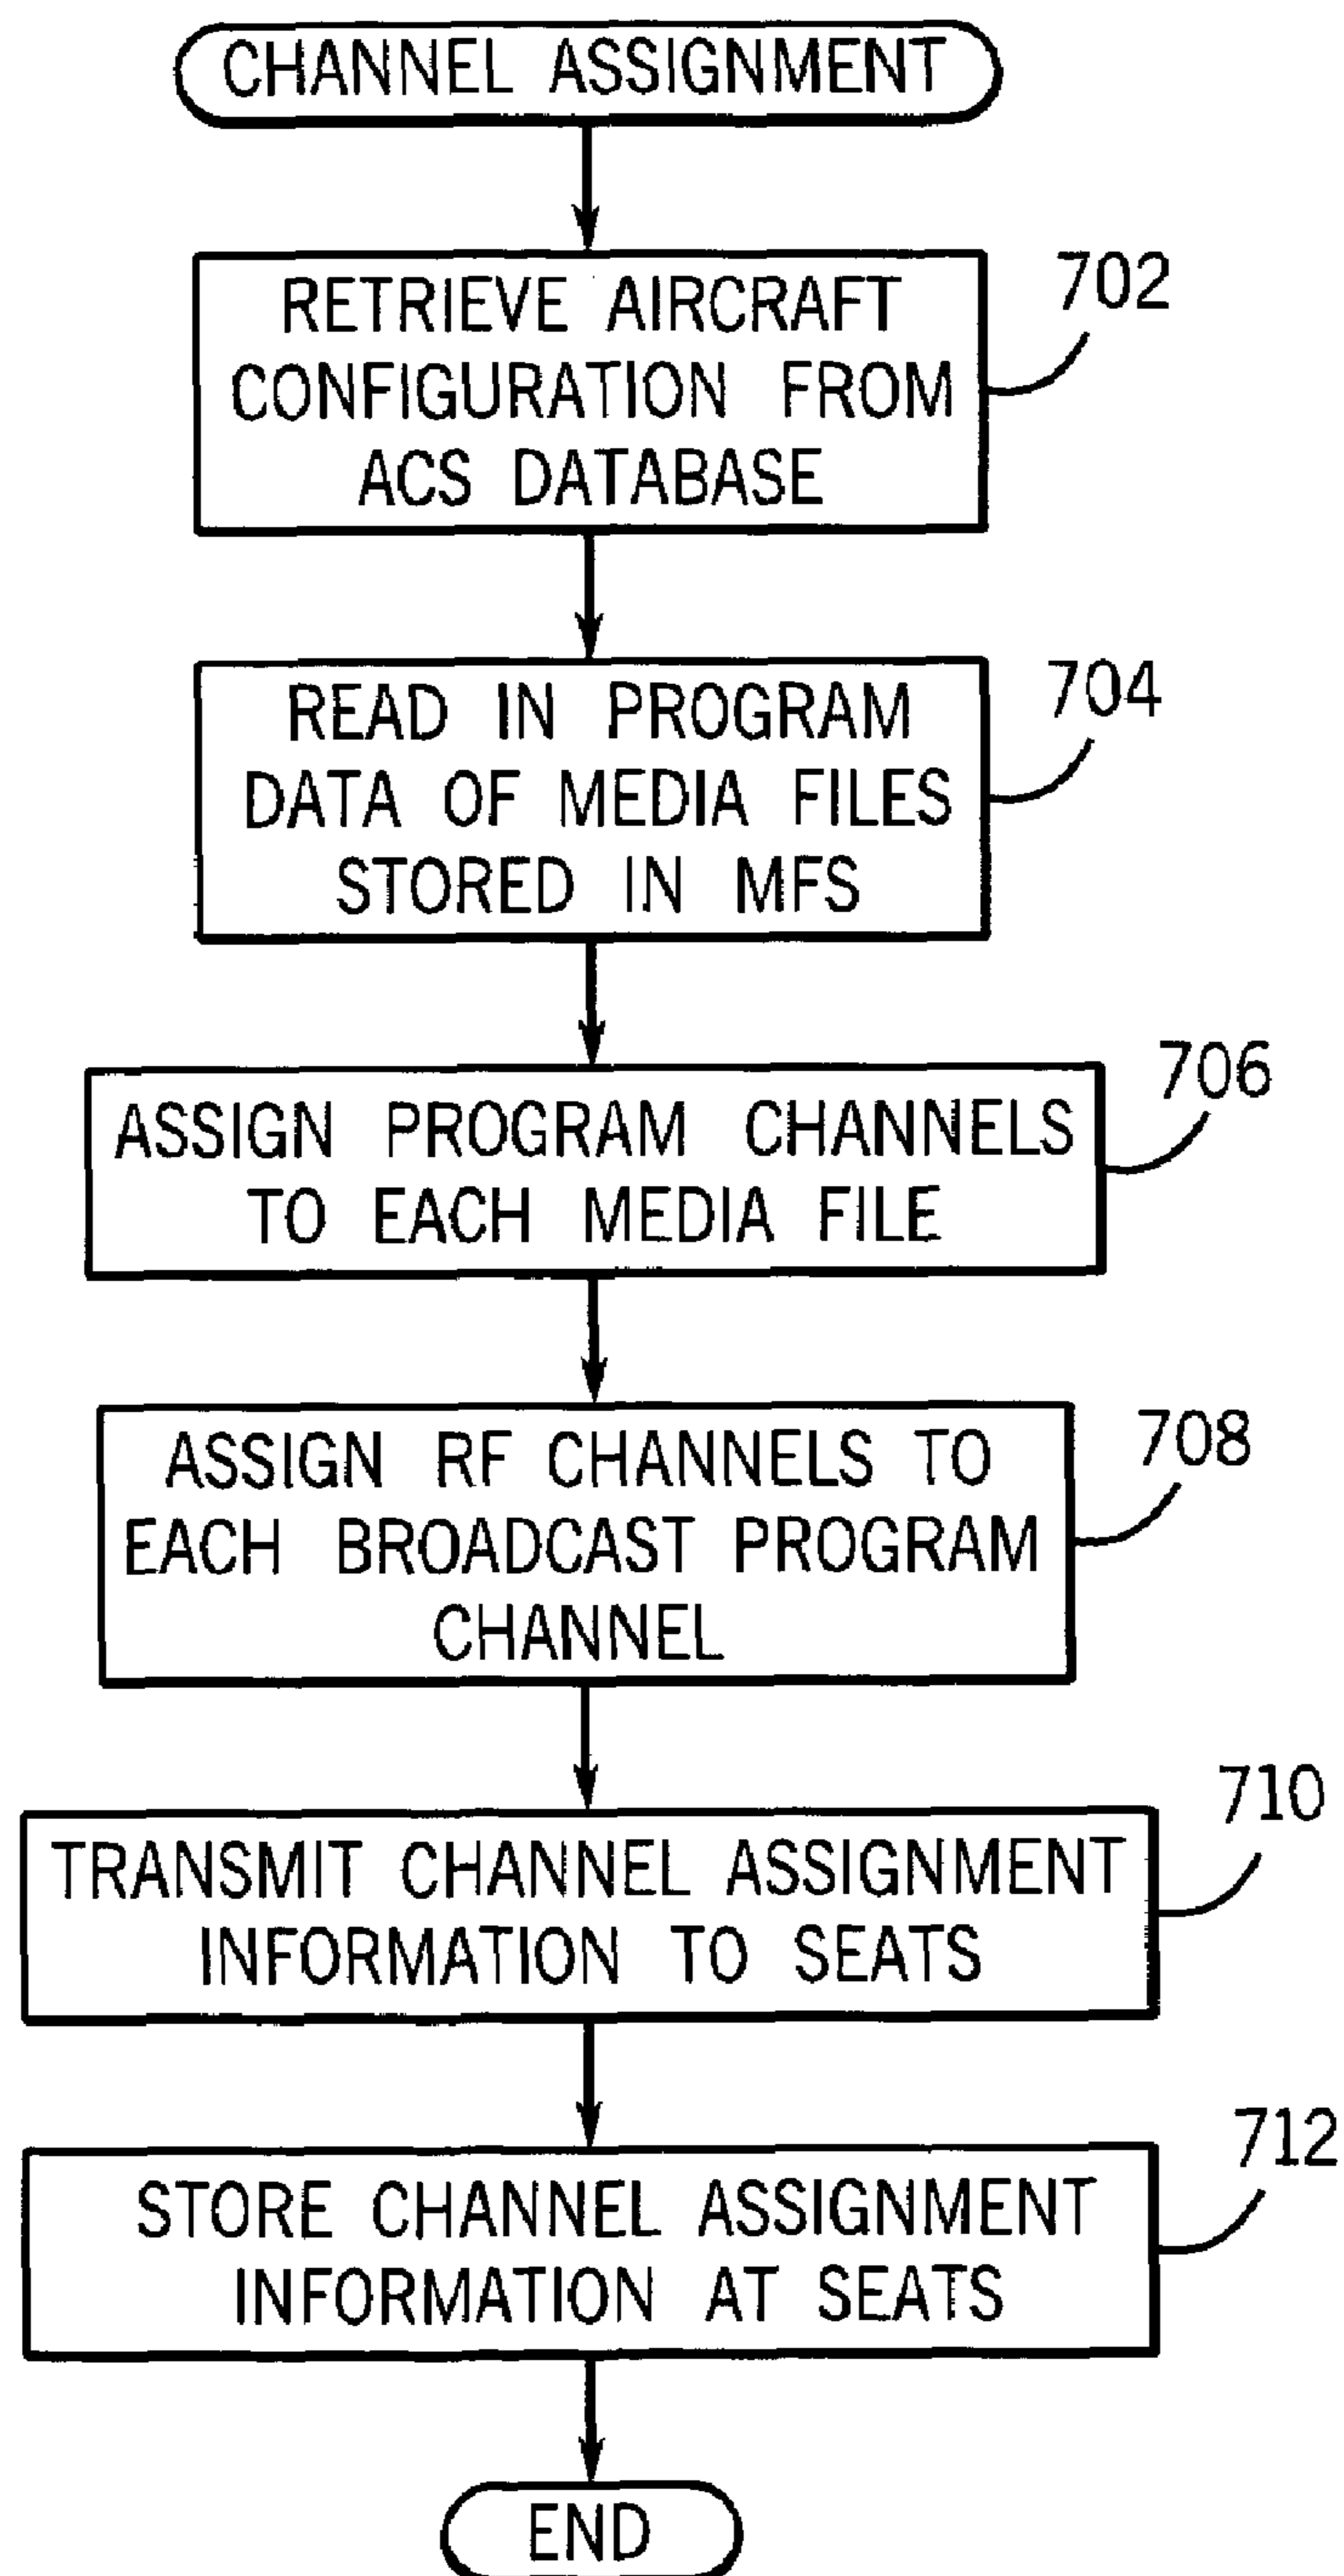 CHANNEL ASSIGNMENT
RETRIEVE AIRCRAFT
CONFIGURATION FROM
ACS DATABASE
702
READ IN PROGRAM
DATA OF MEDIA FILES
STORED IN MFS
704
ASSIGN PROGRAM CHANNELS
TO EACH MEDIA FILE
706
ASSIGN RF CHANNELS TO
EACH BROADCAST PROGRAM
CHANNEL
708
TRANSMIT CHANNEL ASSIGNMENT
INFORMATION TO SEATS
710
STORE CHANNEL ASSIGNMENT
INFORMATION AT SEATS
712
END